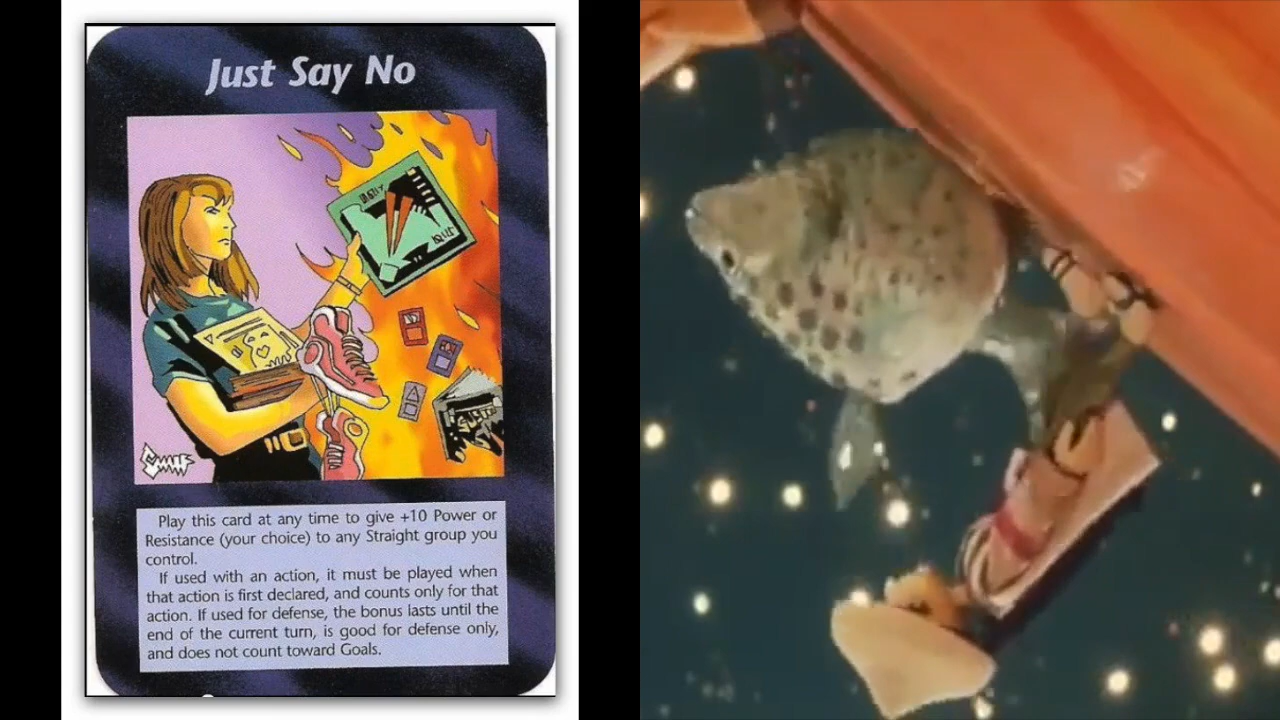 Just Say No
Play this card at any time to give +10 Power or
Resistance (your choice) to any Straight group you
control.
If used with an action, it must be played when
that action is first declared, and counts only for that
action. If used for defense, the bonus lasts until the
end of the current turn, is good for defense only,
and does not count toward Goals.